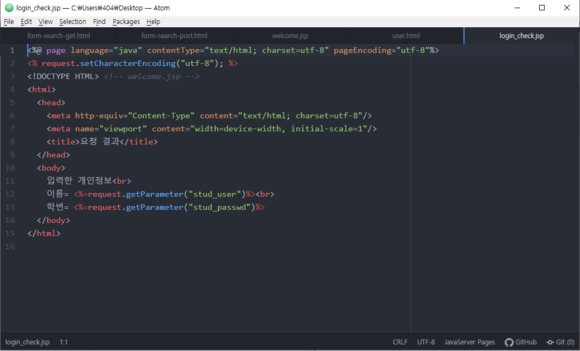 login_check.jsp — C:₩Users₩404₩Desktop — Atom
File Edit View Selection Find Packages Help
form-search-get.html form-search-post.html welcome.jsp user.html login_check.jsp
1 <%@ page language="java" contentType="text/html; charset=utf-8" pageEncoding="utf-8"%>
2 <% request.setCharacterEncoding("utf-8"); %>
3 <!DOCTYPE HTML> <!-- welcome.jsp -->
4 <html>
5 <head>
6 <meta http-equiv="Content-Type" content="text/html; charset=utf-8"/>
7 <meta name="viewport" content="width=device-width, initial-scale=1"/>
8 <title>요청 결과</title>
9 </head>
10 <body>
11 입력한 개인정보<br>
12 이름= <%=request.getParameter("stud_user")%><br>
13 학번= <%=request.getParameter("stud_passwd")%>
14 </body>
15 </html>
16
login_check.jsp 1:1 CRLF UTF-8 JavaServer Pages GitHub Git (0)